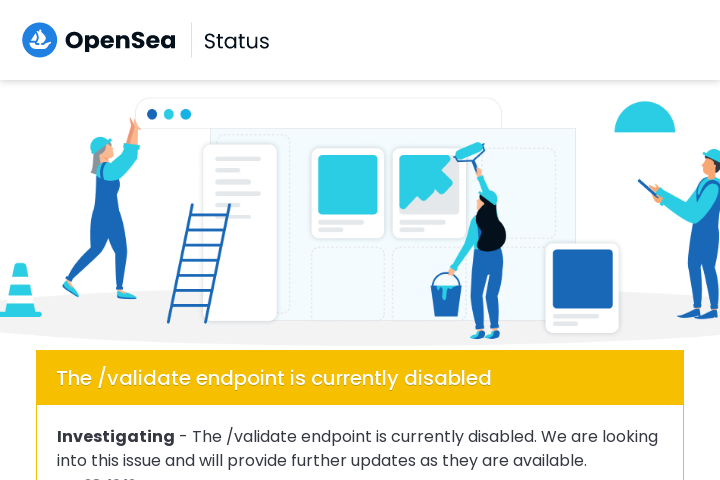 OpenSea
Status
The /validate endpoint is currently disabled
Investigating - The /validate endpoint is currently disabled. We are looking
into this issue and will provide further updates as they are available.